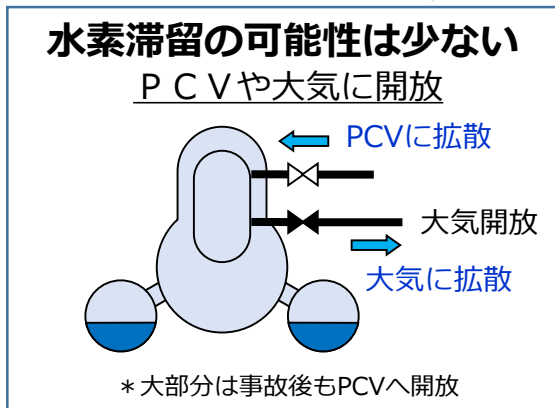 水素滞留の可能性は少ない
ＰＣＶや大気に開放
PCVに拡散
大気開放
大気に拡散
＊大部分は事故後もPCVへ開放